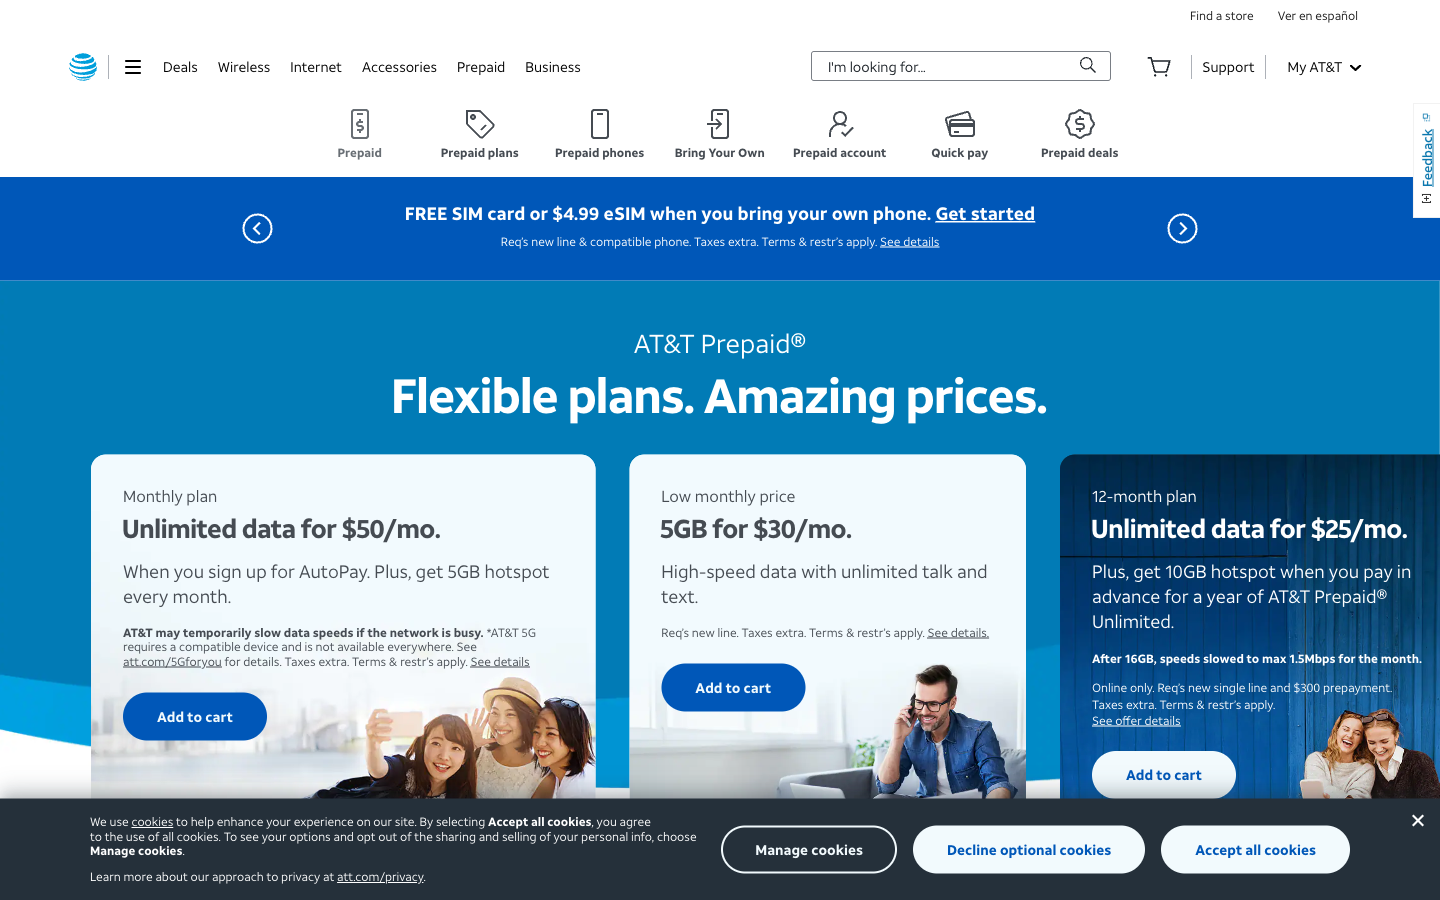 Find a store
Ver en español
Deals
Wireless
Internet
Accessories
Prepaid
Business
I'm looking for...
Support
My AT&T
Prepaid
Prepaid plans
Prepaid phones
Bring Your Own
Prepaid account
Quick pay
Prepaid deals
Feedback
FREE SIM card or $4.99 eSIM when you bring your own phone. Get started
Req's new line & compatible phone. Taxes extra. Terms & restr's apply. See details
AT&T Prepaid®
Flexible plans. Amazing prices.
Monthly plan
Unlimited data for $50/mo.
When you sign up for AutoPay. Plus, get 5GB hotspot
every month.
AT&T may temporarily slow data speeds if the network is busy. *AT&T 5G
requires a compatible device and is not available everywhere. See
att.com/5Gforyou for details. Taxes extra. Terms & restr's apply. See details
Add to cart
Low monthly price
5GB for $30/mo.
High-speed data with unlimited talk and
text.
Req's new line. Taxes extra. Terms & restr's apply. See details.
Add to cart
12-month plan
Unlimited data for $25/mo.
Plus, get 10GB hotspot when you pay in
advance for a year of AT&T Prepaid®
Unlimited.
After 16GB, speeds slowed to max 1.5Mbps for the month.
Online only. Req's new single line and $300 prepayment.
Taxes extra. Terms & restr's apply.
See offer details
Add to cart
We use cookies to help enhance your experience on our site. By selecting Accept all cookies, you agree
to the use of all cookies. To see your options and opt out of the sharing and selling of your personal info, choose
Manage cookies.
Learn more about our approach to privacy at att.com/privacy.
Manage cookies
Decline optional cookies
Accept all cookies